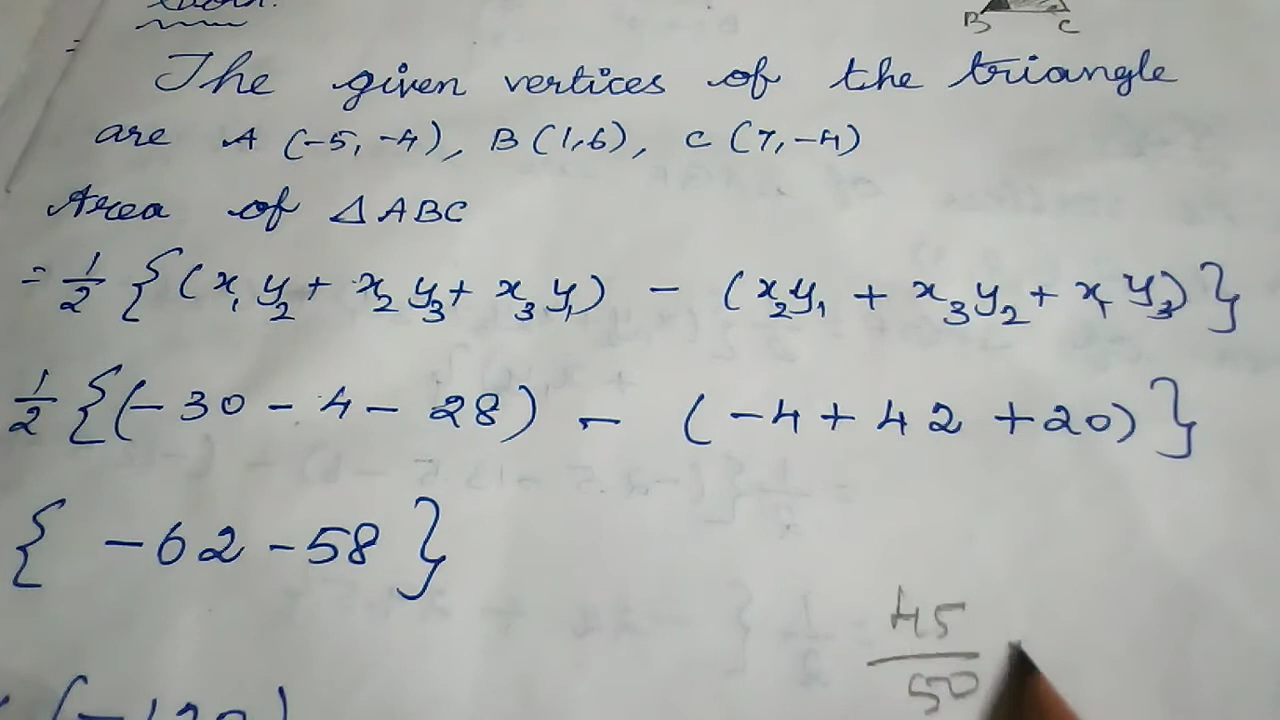 B C
The given vertices of the triangle
are A (-5, -4), B (1,6), C (7, -4)
Area of △ABC
= 1/2 {(x₁y₂ + x₂y₃ + x₃y₁) - (x₂y₁ + x₃y₂ + x₁y₃)}
1/2 {(-30 - 4 - 28) - (-4 + 42 + 20)}
{ -62 - 58 }
45/50
(-120)